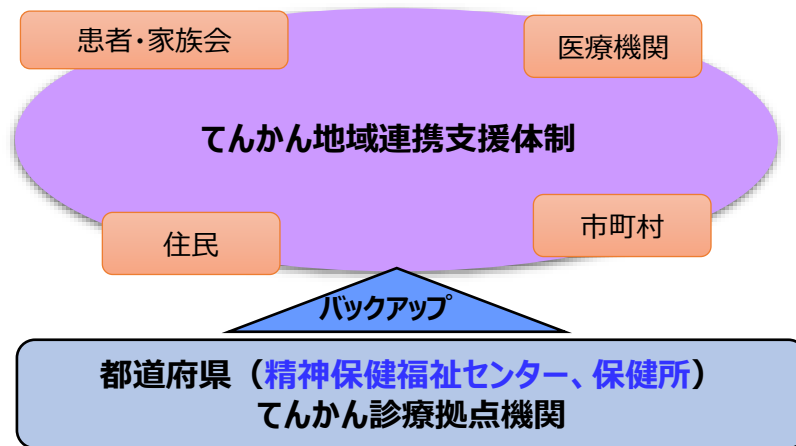 患者・家族会
医療機関
てんかん地域連携支援体制
住民
市町村
バックアップ
都道府県（精神保健福祉センター、保健所）
てんかん診療拠点機関